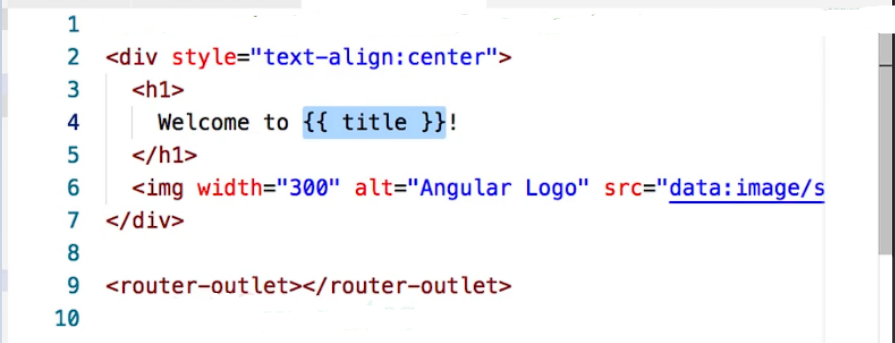 1
2 <div style="text-align:center">
3 <h1>
4 Welcome to {{ title }}!
5 </h1>
6 <img width="300" alt="Angular Logo" src="data:image/s
7 </div>
8
9 <router-outlet></router-outlet>
10